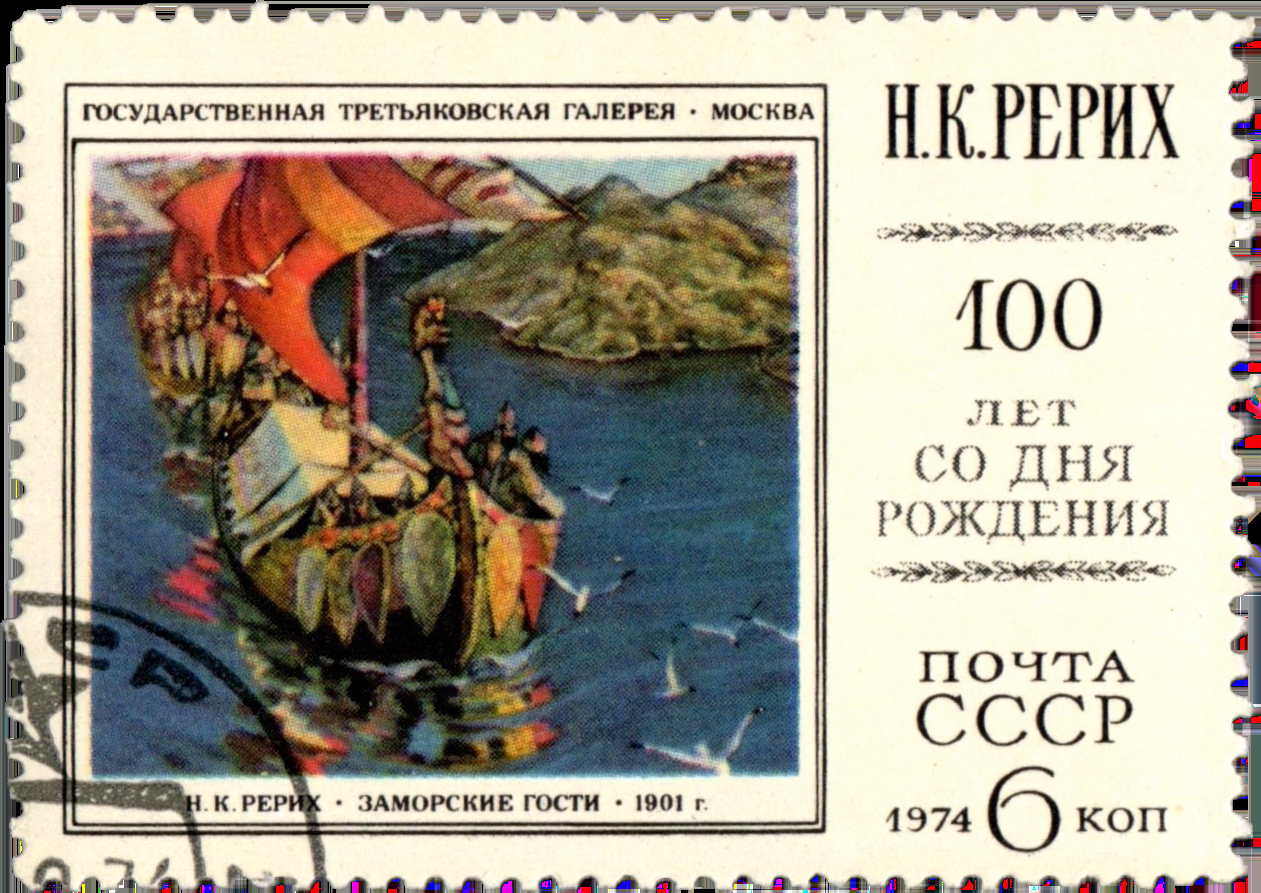 ГОСУДАРСТВЕННАЯ ТРЕТЬЯКОВСКАЯ ГАЛЕРЕЯ · МОСКВА
Н. К. РЕРИХ · ЗАМОРСКИЕ ГОСТИ · 1901 г.
Н.К.РЕРИХ
100
ЛЕТ
СО ДНЯ
РОЖДЕНИЯ
ПОЧТА
СССР
1974 6 КОП